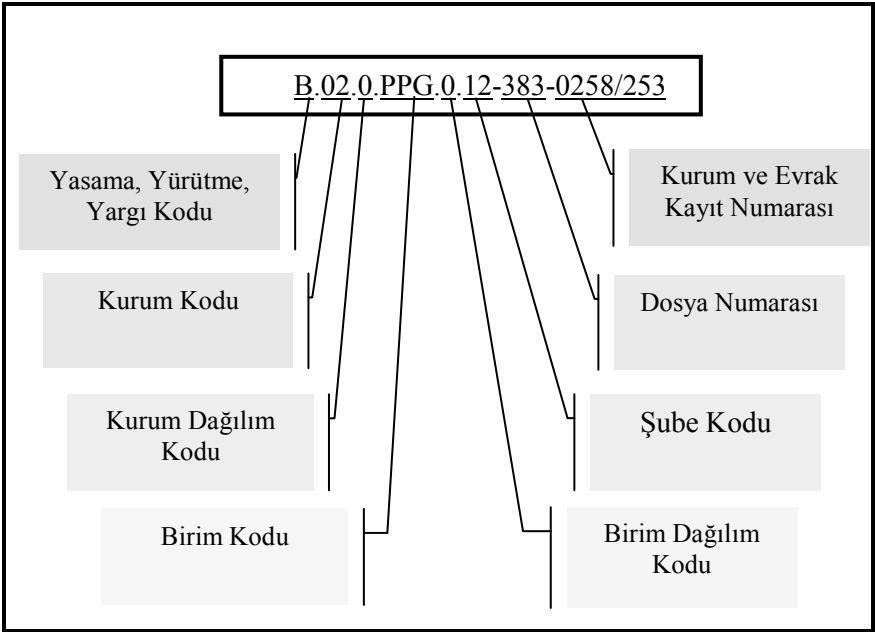 B.02.0.PPG.0.12-383-0258/253
Yasama, Yürütme,
Yargı Kodu
Kurum ve Evrak
Kayıt Numarası
Kurum Kodu
Dosya Numarası
Kurum Dağılım
Kodu
Şube Kodu
Birim Kodu
Birim Dağılım
Kodu